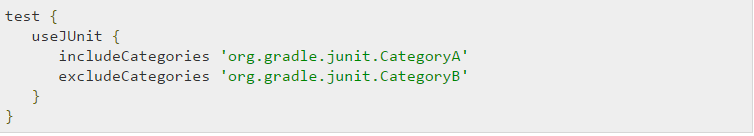 test {
   useJUnit {
      includeCategories 'org.gradle.junit.CategoryA'
      excludeCategories 'org.gradle.junit.CategoryB'
   }
}